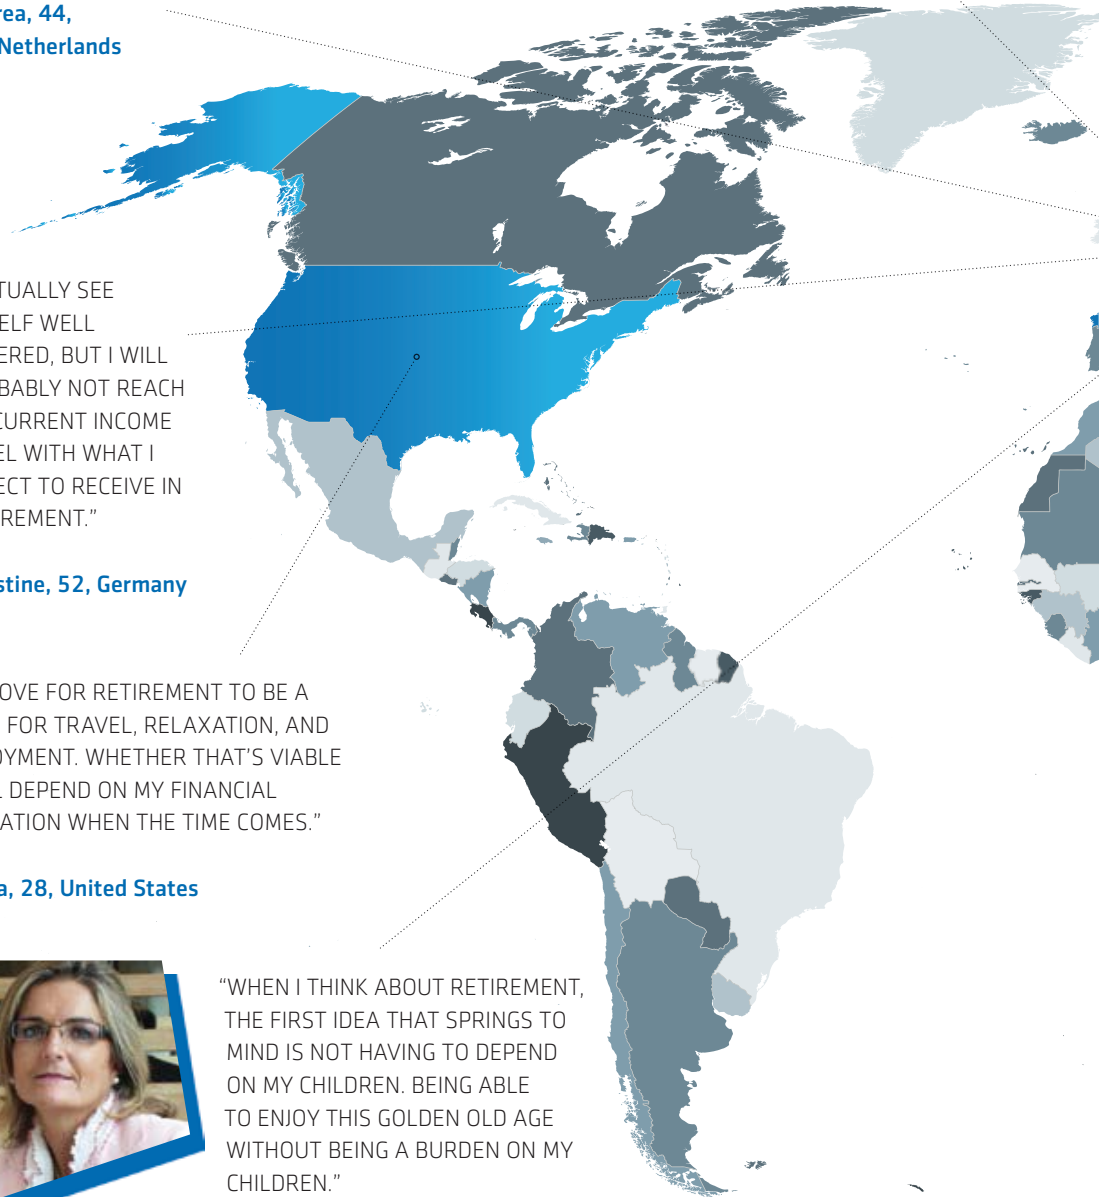 rea, 44,
Netherlands
TUALLY SEE
ELF WELL
ERED, BUT I WILL
BABLY NOT REACH
CURRENT INCOME
EL WITH WHAT I
ECT TO RECEIVE IN
REMENT.”
stine, 52, Germany
OVE FOR RETIREMENT TO BE A
FOR TRAVEL, RELAXATION, AND
OYMENT. WHETHER THAT’S VIABLE
L DEPEND ON MY FINANCIAL
ATION WHEN THE TIME COMES.”
a, 28, United States
“WHEN I THINK ABOUT RETIREMENT,
THE FIRST IDEA THAT SPRINGS TO
MIND IS NOT HAVING TO DEPEND
ON MY CHILDREN. BEING ABLE
TO ENJOY THIS GOLDEN OLD AGE
WITHOUT BEING A BURDEN ON MY
CHILDREN.”